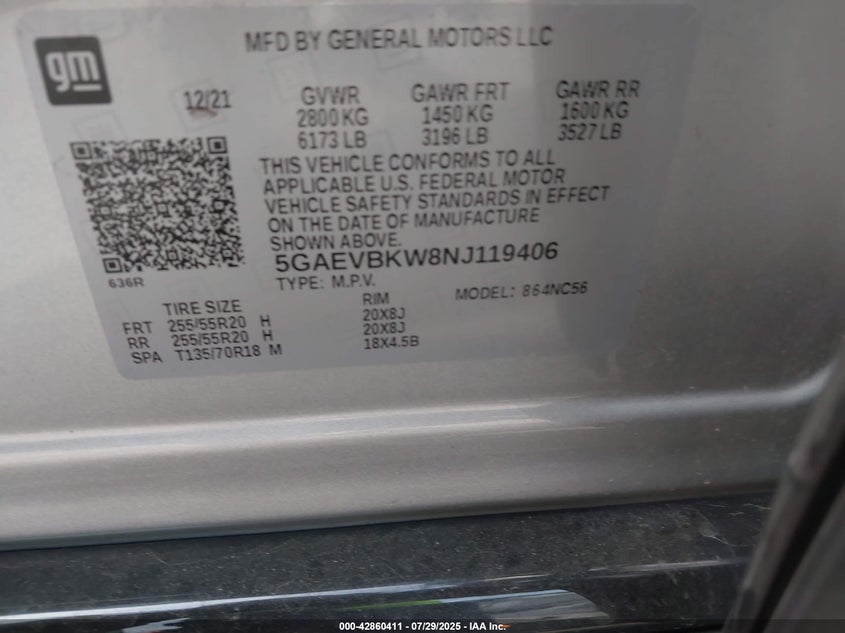 gm
MFD BY GENERAL MOTORS LLC
12/21
GVWR GAWR FRT GAWR RR
2800 KG 1450 KG 1600 KG
6173 LB 3196 LB 3527 LB
THIS VEHICLE CONFORMS TO ALL
APPLICABLE U.S. FEDERAL MOTOR
VEHICLE SAFETY STANDARDS IN EFFECT
ON THE DATE OF MANUFACTURE
SHOWN ABOVE.
5GAEVBKW8NJ119406
636R
TYPE: M.P.V. MODEL: 864NC56
TIRE SIZE RIM
FRT 255/55R20 H 20X8J
RR 255/55R20 H 20X8J
SPA T135/70R18 M 18X4.5B
000-42860411 - 07/29/2025 - IAA Inc.